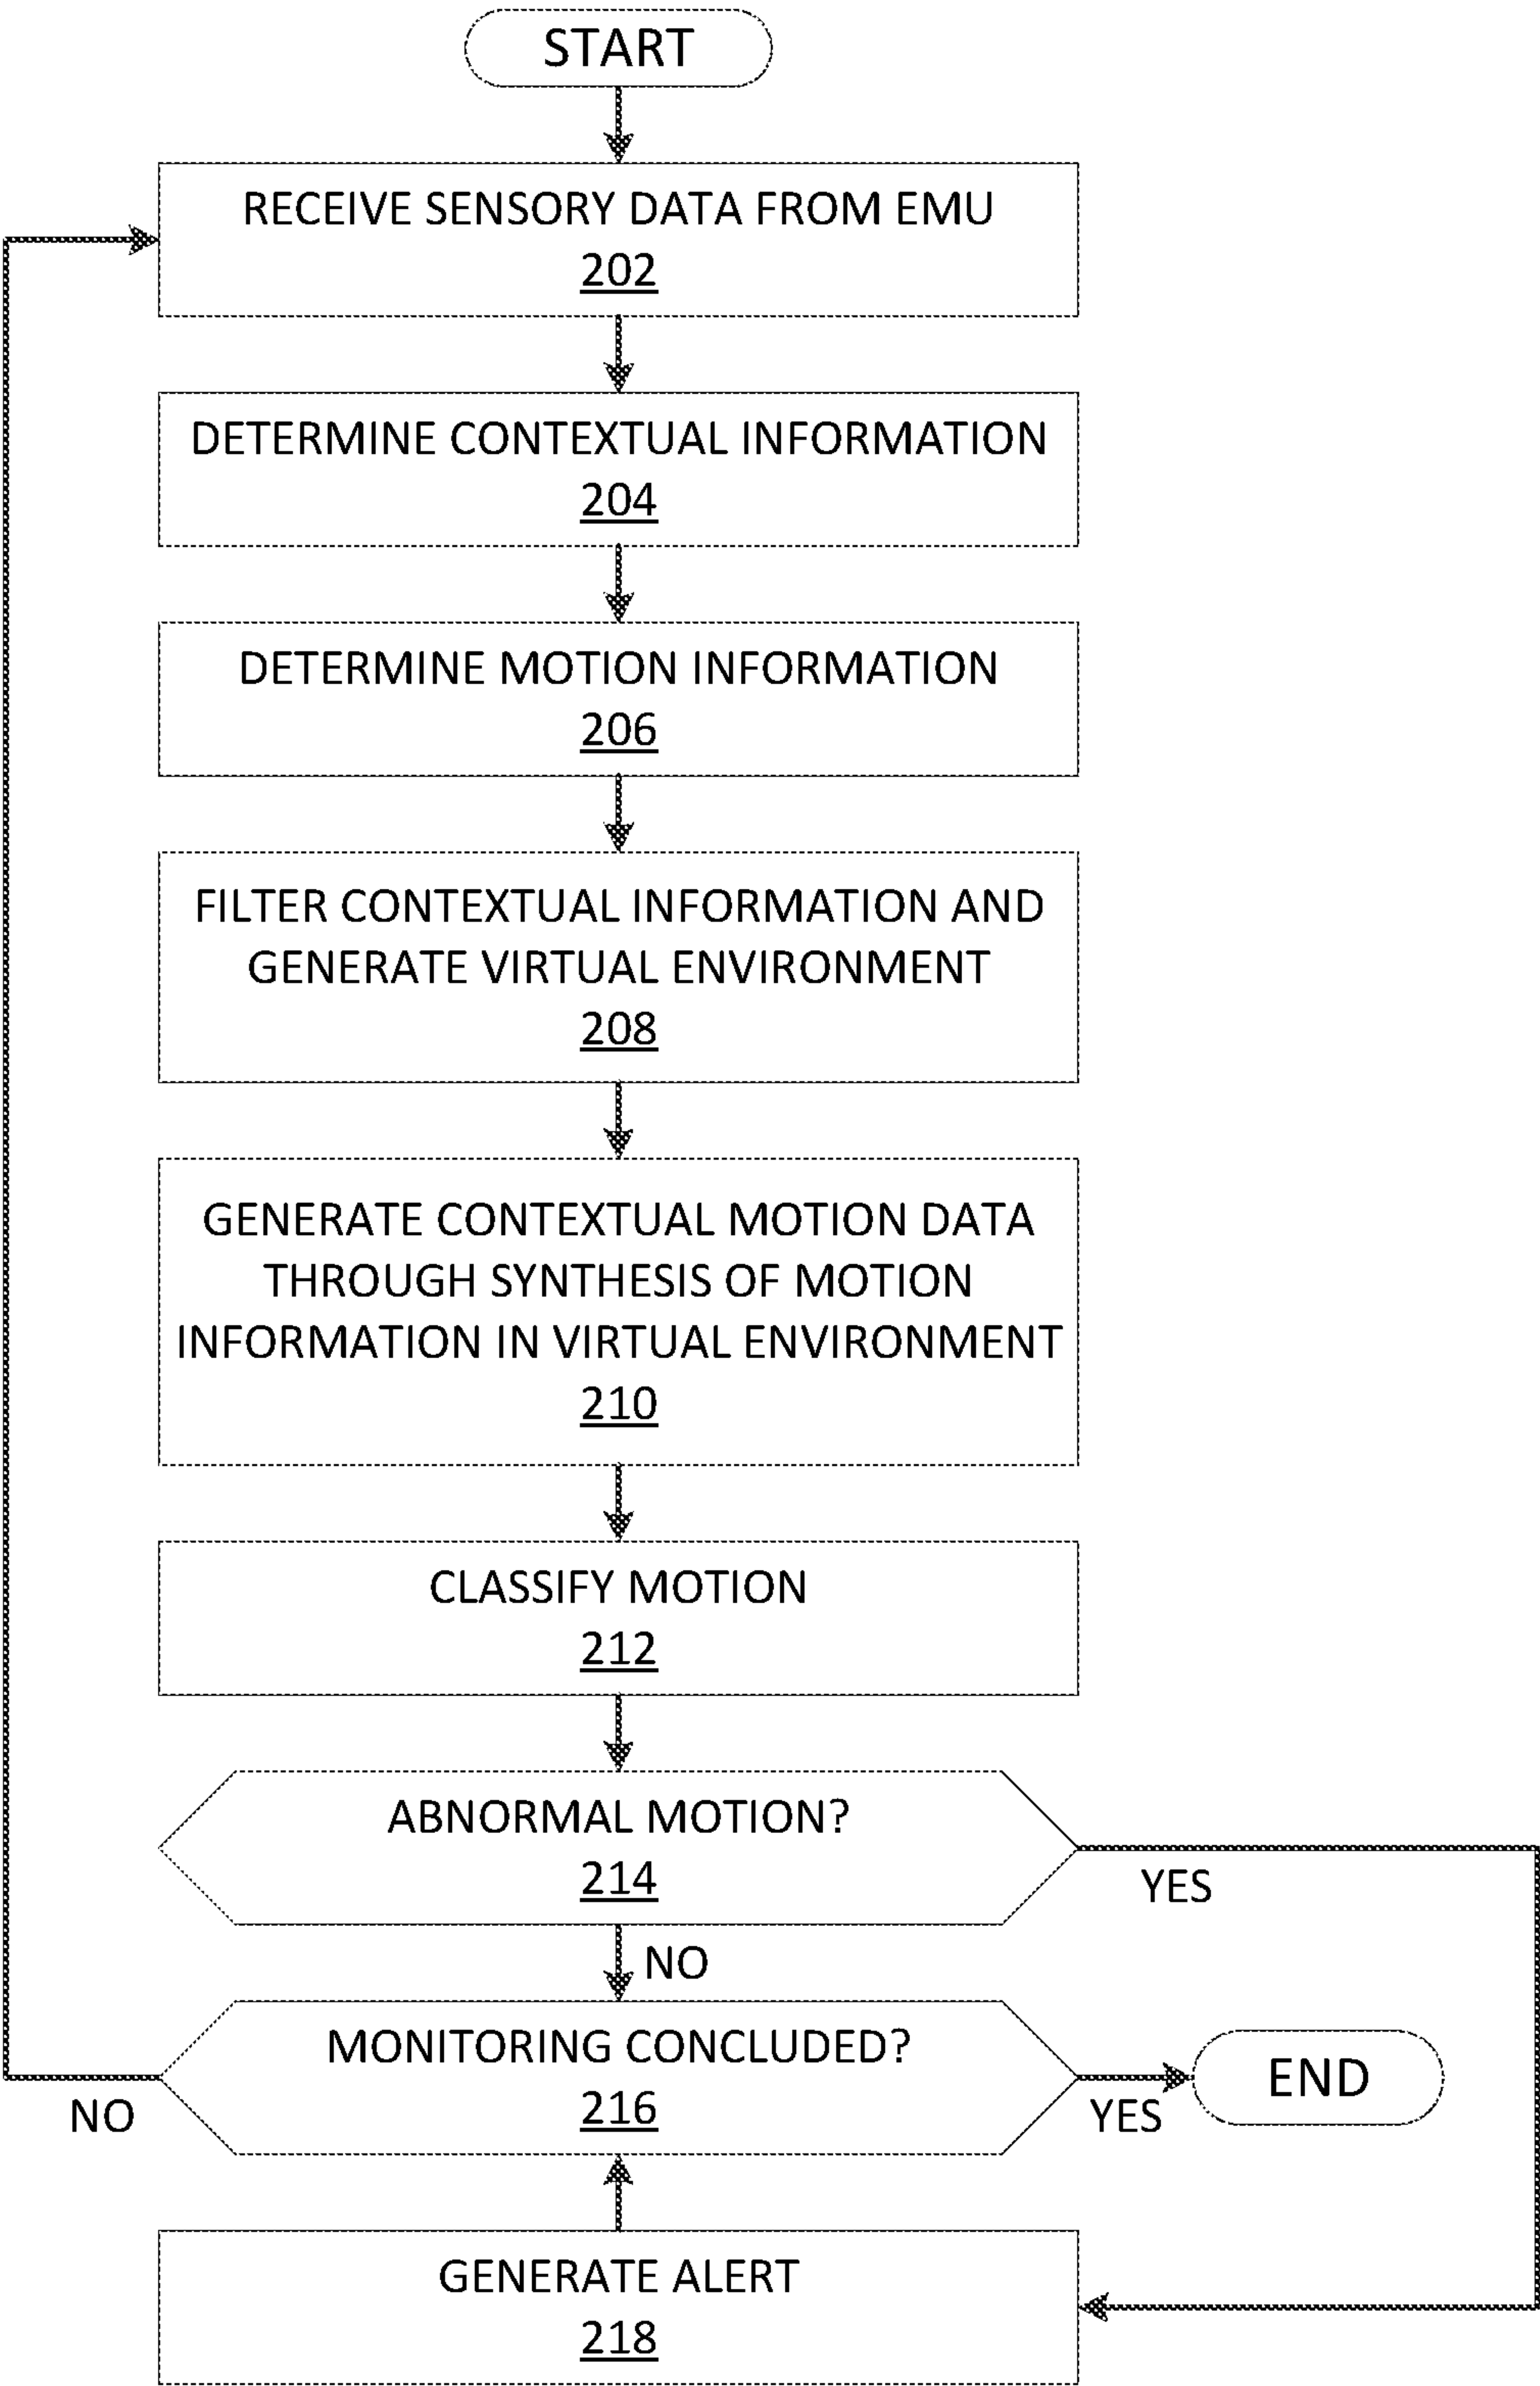 START
RECEIVE SENSORY DATA FROM EMU
202
DETERMINE CONTEXTUAL INFORMATION
204
DETERMINE MOTION INFORMATION
206
FILTER CONTEXTUAL INFORMATION AND
GENERATE VIRTUAL ENVIRONMENT
208
GENERATE CONTEXTUAL MOTION DATA
THROUGH SYNTHESIS OF MOTION
INFORMATION IN VIRTUAL ENVIRONMENT
210
CLASSIFY MOTION
212
ABNORMAL MOTION?
214
YES
NO
MONITORING CONCLUDED?
216
NO
YES
END
GENERATE ALERT
218